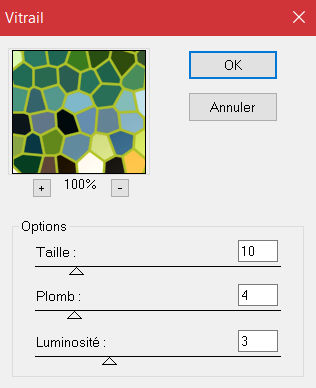 Vitrail
OK
Annuler
+ 100% -
Options
Taille : 10
Plomb : 4
Luminosité : 3